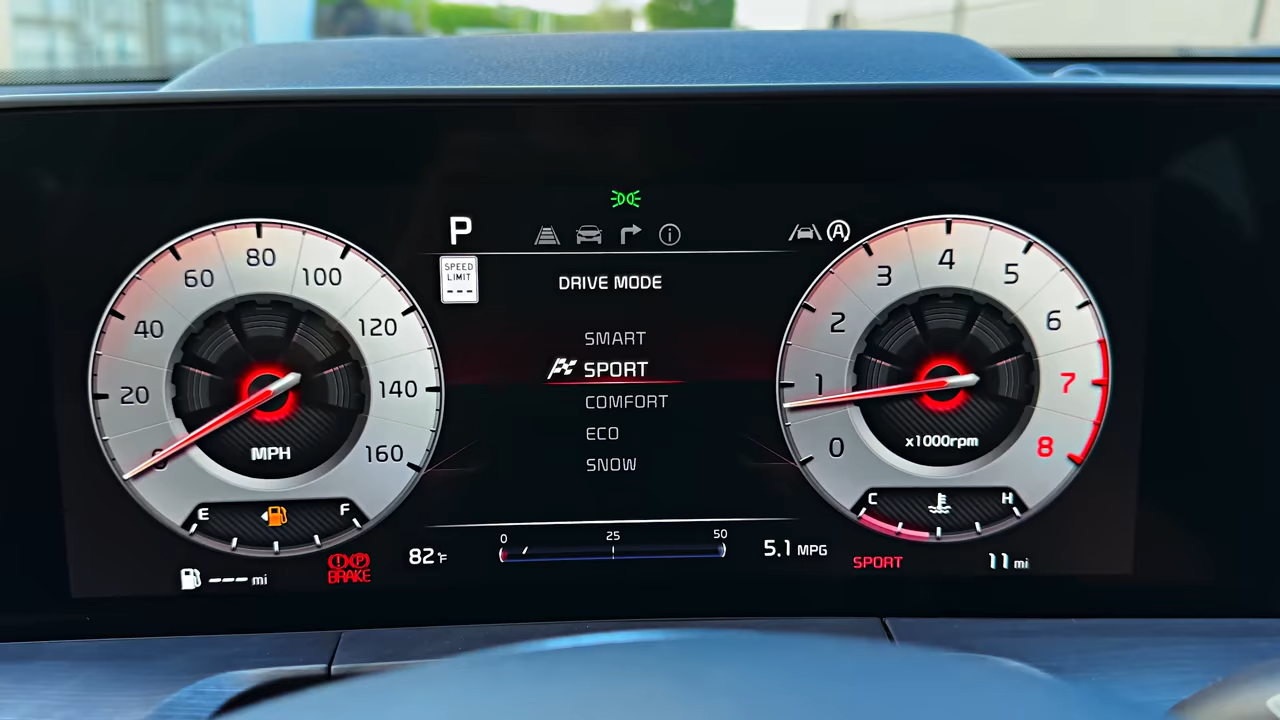 P
SPEED
LIMIT
---
DRIVE MODE
SMART
SPORT
COMFORT
ECO
SNOW
0
20
40
60
80
100
120
140
160
MPH
E
F
--- mi
BRAKE
82°F
0 25 50
5.1 MPG
A
0
1
2
3
4
5
6
7
8
x1000rpm
C
H
SPORT
11 mi